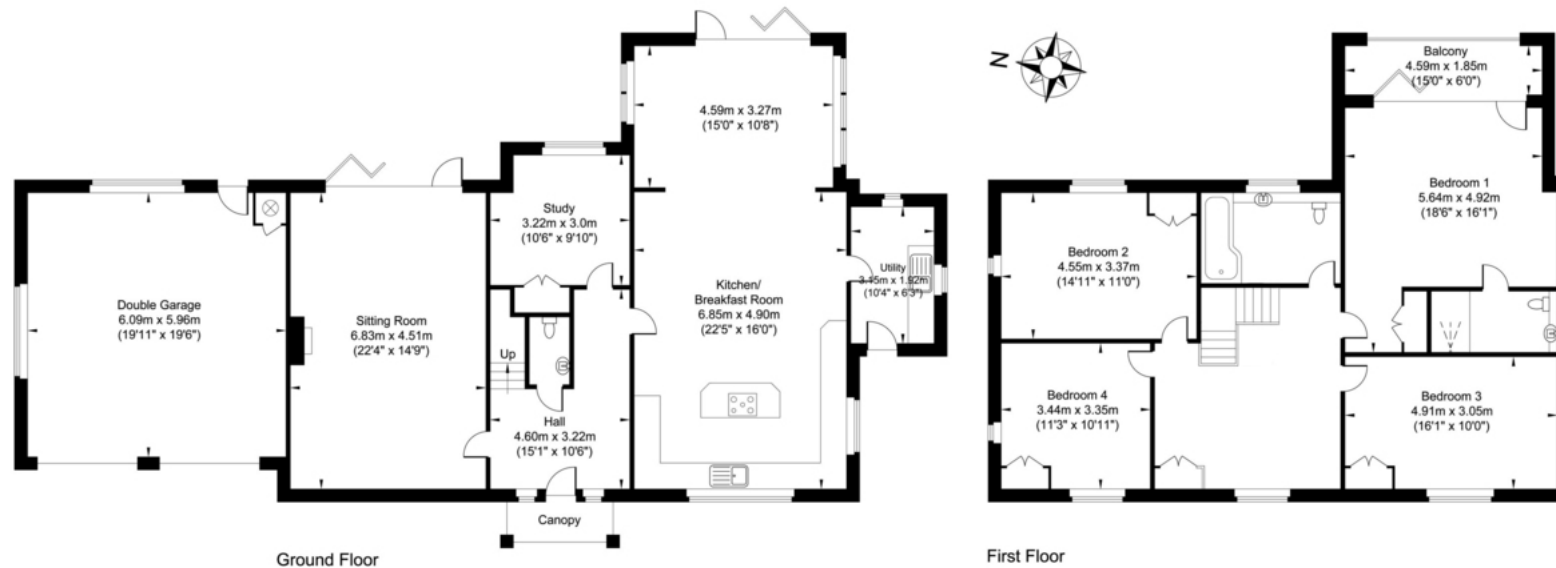 Double Garage
6.09m x 5.96m
(19'11" x 19'6")
Sitting Room
6.83m x 4.51m
(22'4" x 14'9")
Study
3.22m x 3.0m
(10'6" x 9'10")
Up
Hall
4.60m x 3.22m
(15'1" x 10'6")
Canopy
4.59m x 3.27m
(15'0" x 10'8")
Kitchen/
Breakfast Room
6.85m x 4.90m
(22'5" x 16'0")
Utility
3.15m x 1.92m
(10'4" x 6'3")
Ground Floor
N
Balcony
4.59m x 1.85m
(15'0" x 6'0")
Bedroom 1
5.64m x 4.92m
(18'6" x 16'1")
Bedroom 2
4.55m x 3.37m
(14'11" x 11'0")
Bedroom 4
3.44m x 3.35m
(11'3" x 10'11")
Bedroom 3
4.91m x 3.05m
(16'1" x 10'0")
First Floor